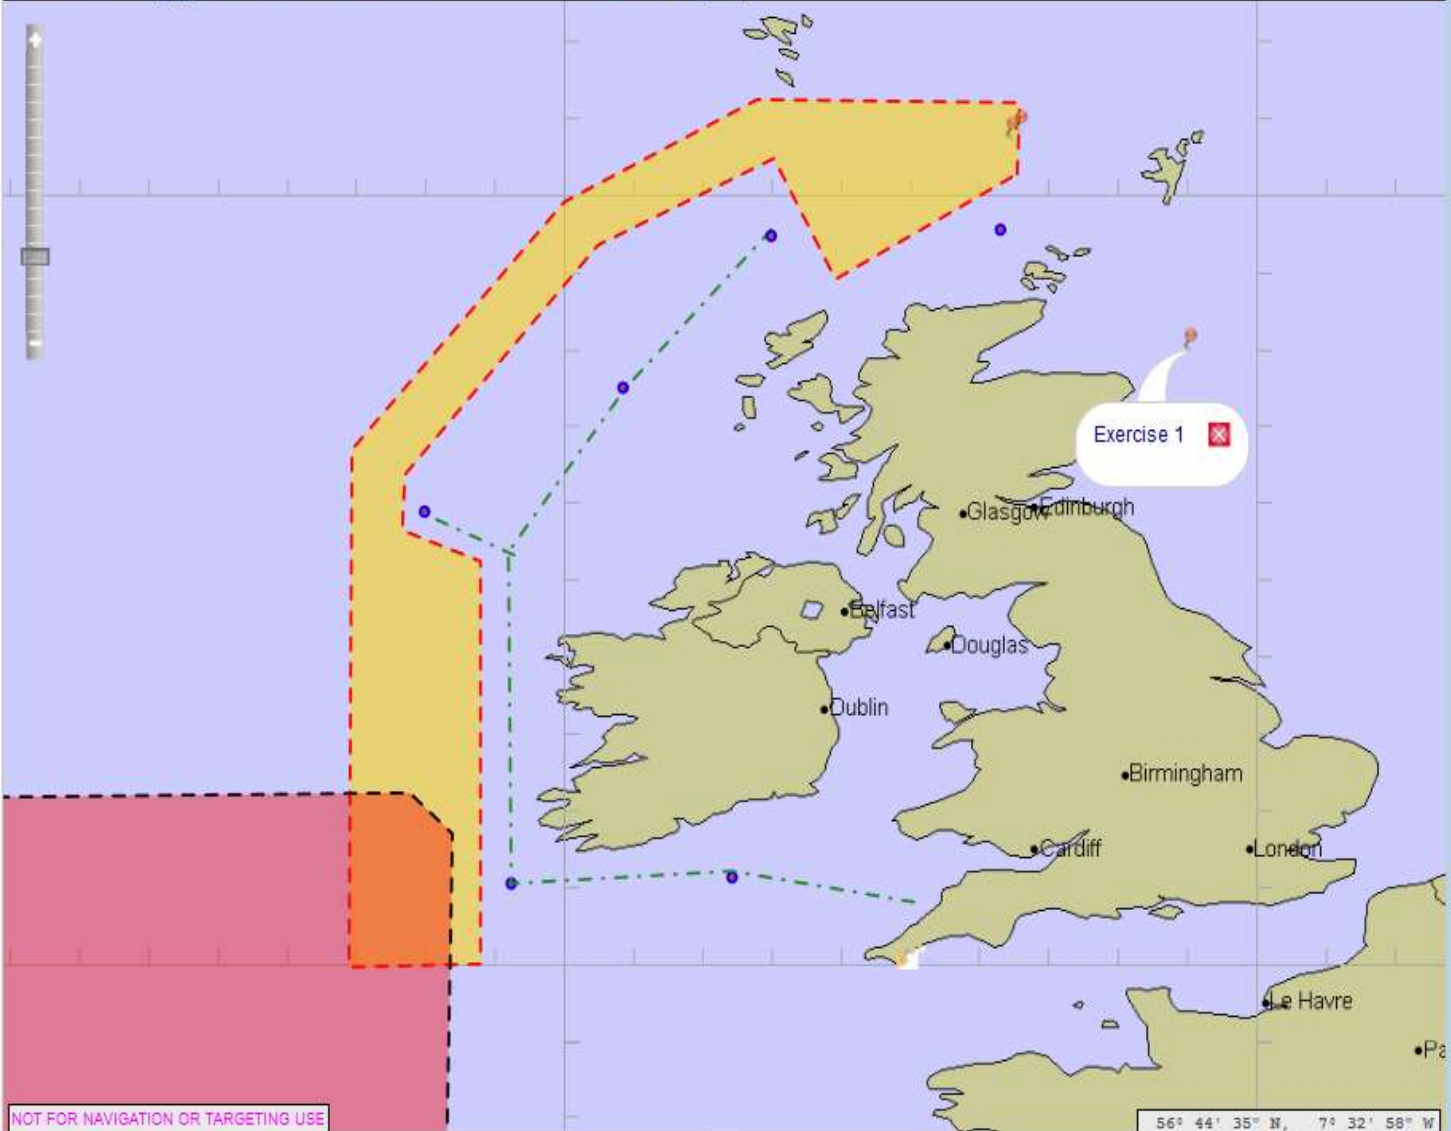 Exercise 1
Glasgow
Edinburgh
Belfast
Douglas
Dublin
Birmingham
Cardiff
London
Le Havre
Pa
NOT FOR NAVIGATION OR TARGETING USE
56° 44' 35" N, 7° 32' 58" W